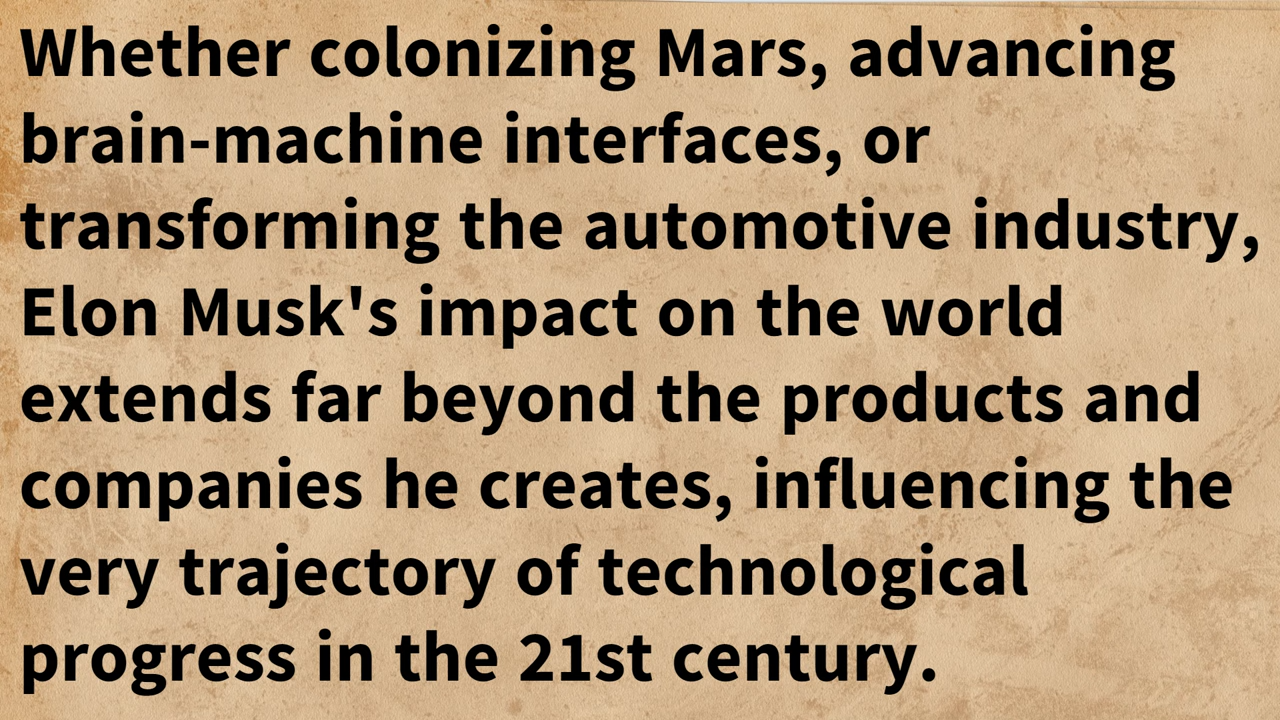 Whether colonizing Mars, advancing
brain-machine interfaces, or
transforming the automotive industry,
Elon Musk's impact on the world
extends far beyond the products and
companies he creates, influencing the
very trajectory of technological
progress in the 21st century.